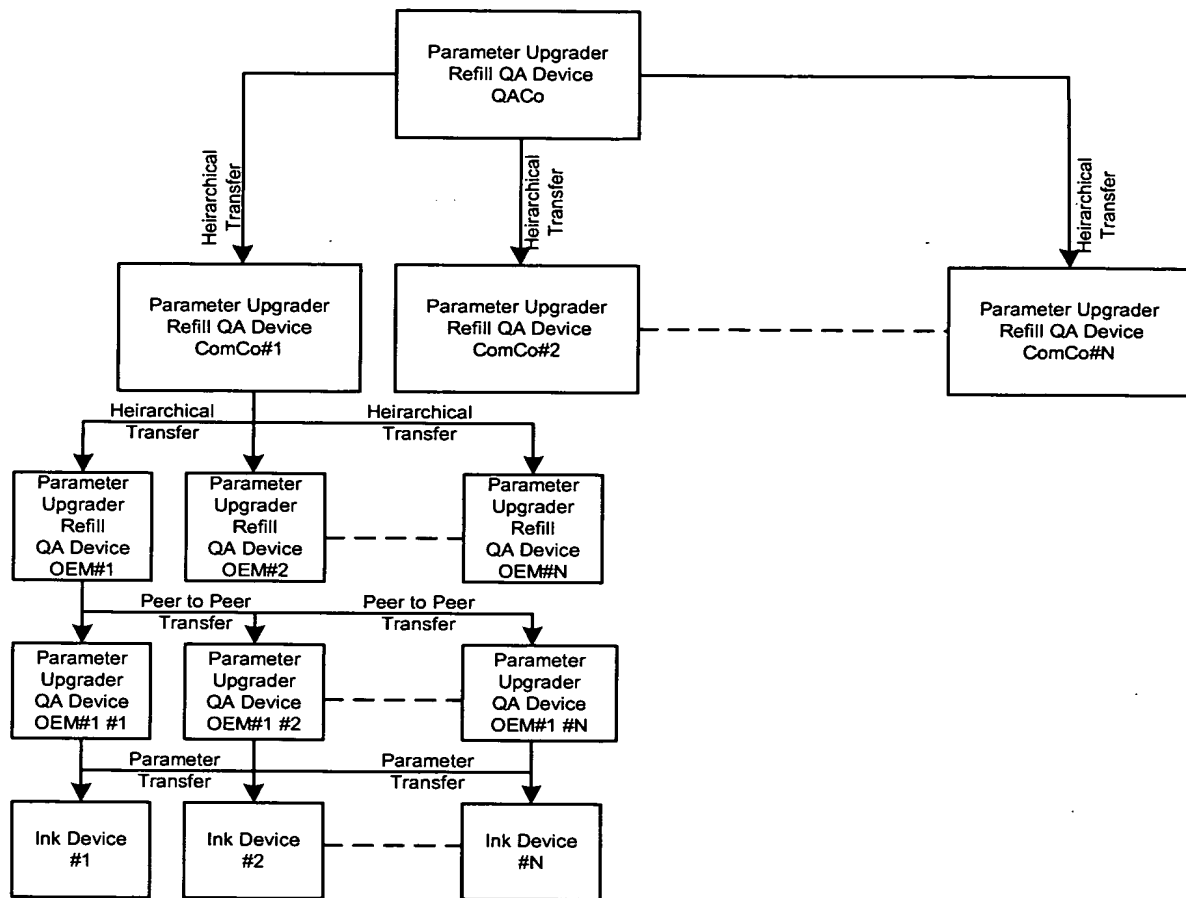 Parameter Upgrader
Refill QA Device
QACo
Heirarchical
Transfer
Heirarchical
Transfer
Heirarchical
Transfer
Parameter Upgrader
Refill QA Device
ComCo#1
Parameter Upgrader
Refill QA Device
ComCo#2
Parameter Upgrader
Refill QA Device
ComCo#N
Heirarchical
Transfer
Heirarchical
Transfer
Parameter
Upgrader
Refill
QA Device
OEM#1
Parameter
Upgrader
Refill
QA Device
OEM#2
Parameter
Upgrader
Refill
QA Device
OEM#N
Peer to Peer
Transfer
Peer to Peer
Transfer
Parameter
Upgrader
QA Device
OEM#1 #1
Parameter
Upgrader
QA Device
OEM#1 #2
Parameter
Upgrader
QA Device
OEM#1 #N
Parameter
Transfer
Parameter
Transfer
Ink Device
#1
Ink Device
#2
Ink Device
#N